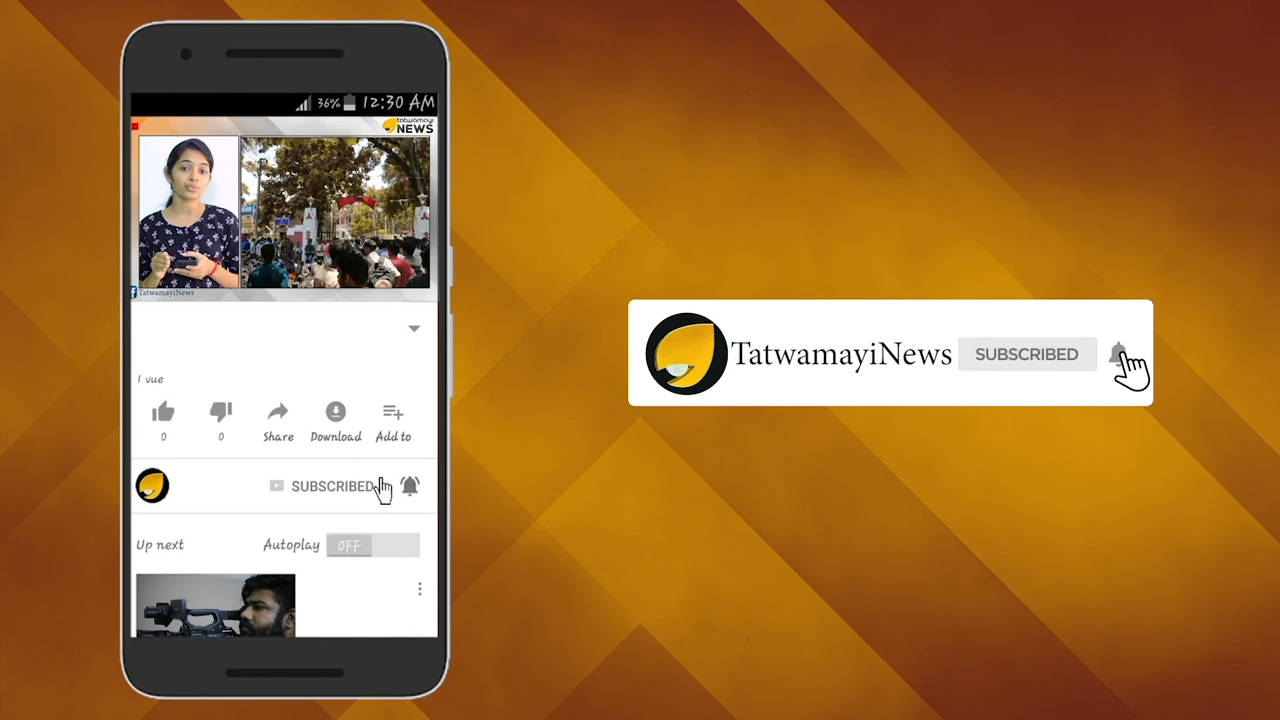 36% 12:30 AM
tatwamayi
NEWS
TatwamayiNews
1 vue
0 0 Share Download Add to
SUBSCRIBED
Up next Autoplay OFF
TatwamayiNews SUBSCRIBED